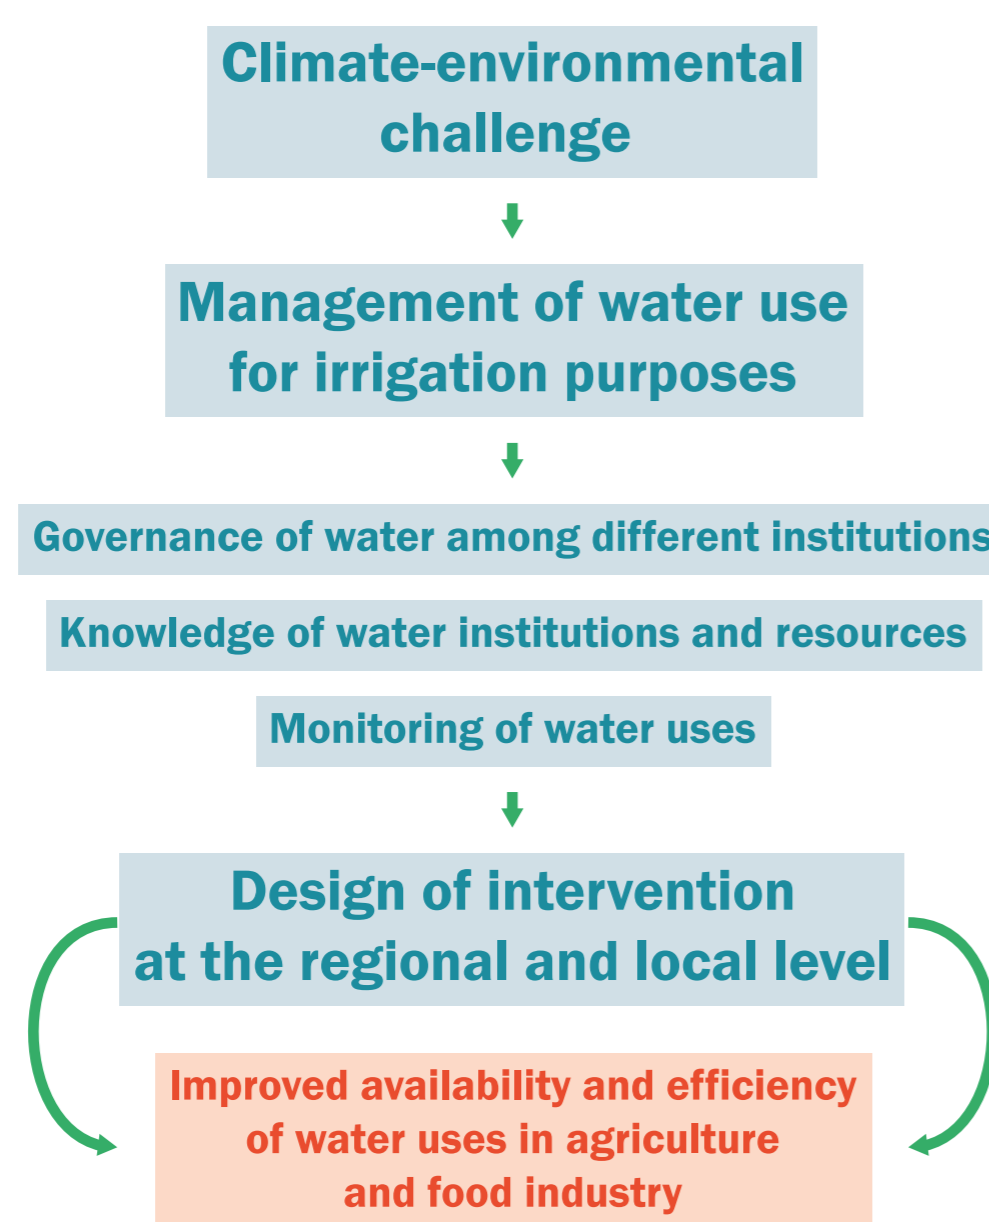 Climate-environmental
challenge
Management of water use
for irrigation purposes
Governance of water among different institutions
Knowledge of water institutions and resources
Monitoring of water uses
Design of intervention
at the regional and local level
Improved availability and efficiency
of water uses in agriculture
and food industry